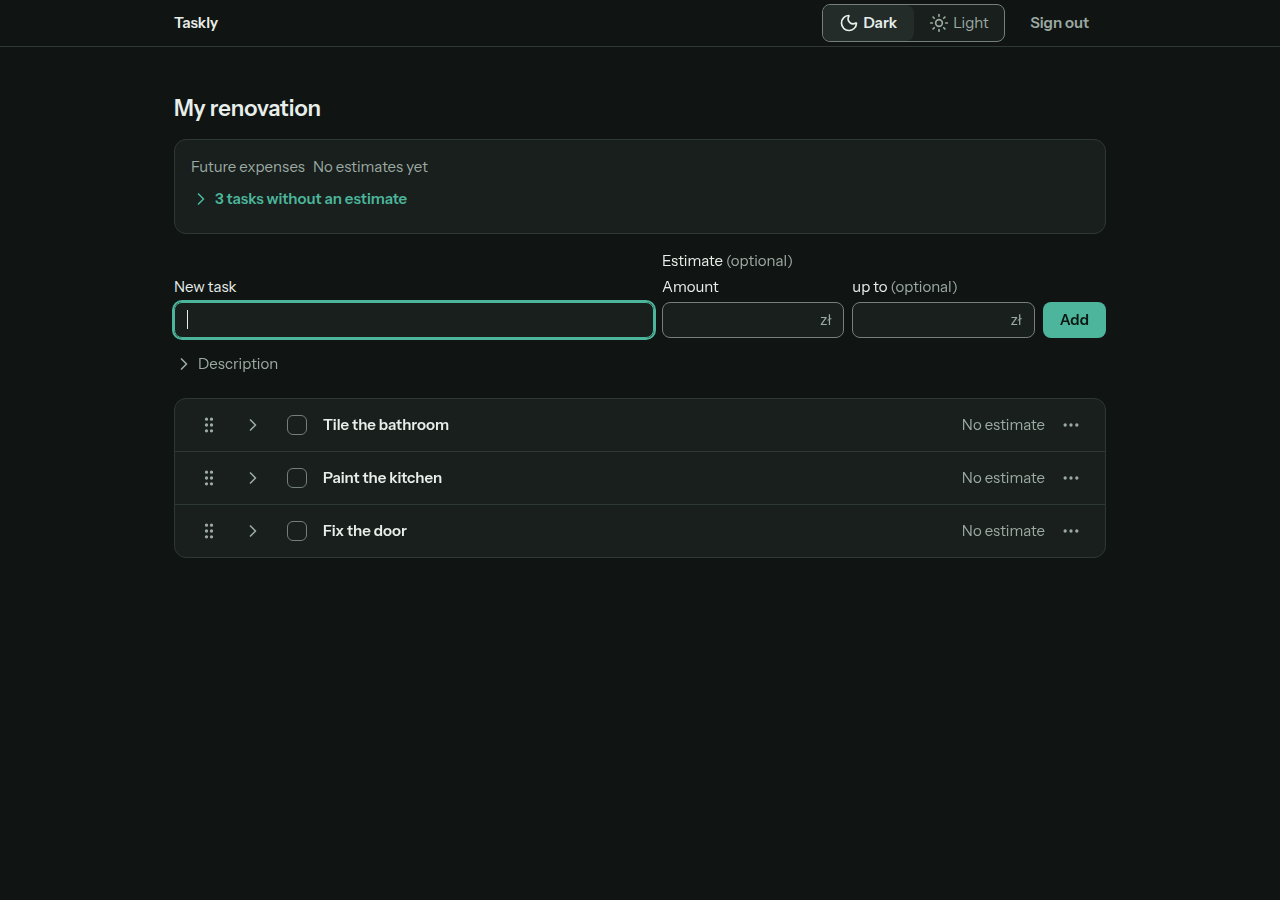 Taskly
Dark
Light
Sign out
My renovation
Future expenses No estimates yet
3 tasks without an estimate
Estimate (optional)
New task
Amount
up to (optional)
zł
zł
Add
Description
Tile the bathroom
No estimate
Paint the kitchen
No estimate
Fix the door
No estimate